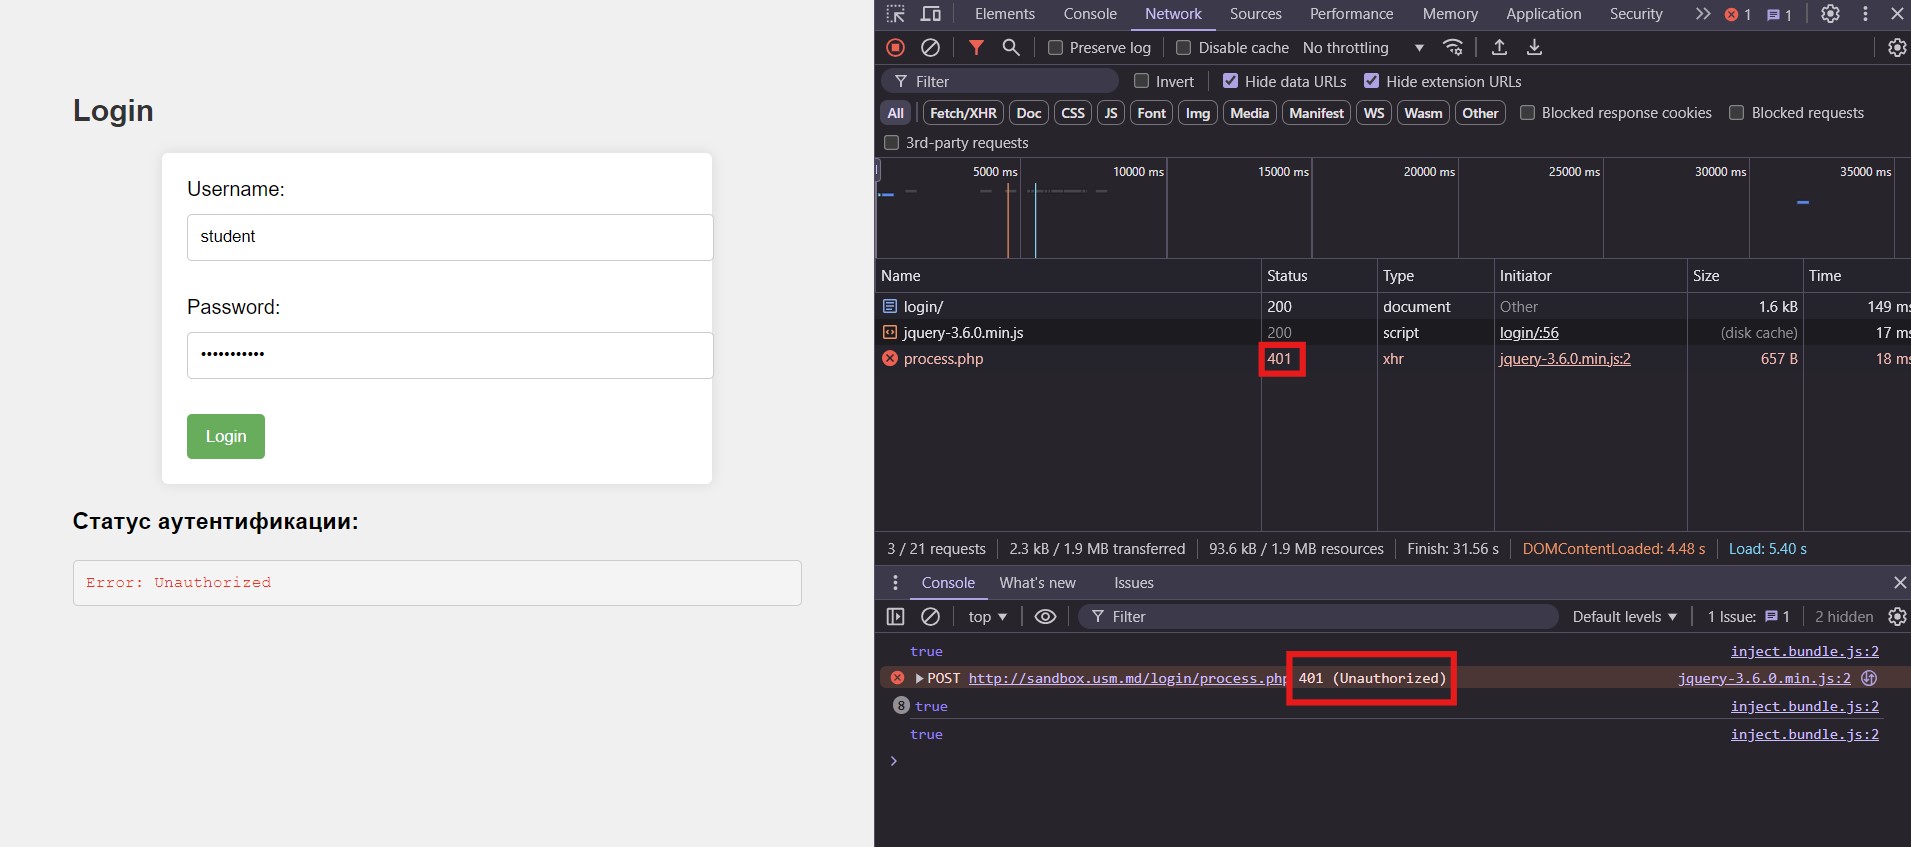 Login
Username:
student
Password:
•••••••••••
Login
Статус аутентификации:
Error: Unauthorized
Elements Console Network Sources Performance Memory Application Security 1 1
Preserve log Disable cache No throttling
Filter Invert Hide data URLs Hide extension URLs
All Fetch/XHR Doc CSS JS Font Img Media Manifest WS Wasm Other Blocked response cookies Blocked requests
3rd-party requests
5000 ms 10000 ms 15000 ms 20000 ms 25000 ms 30000 ms 35000 ms
Name Status Type Initiator Size Time
login/ 200 document Other 1.6 kB 149 ms
jquery-3.6.0.min.js 200 script login/:56 (disk cache) 17 ms
process.php 401 xhr jquery-3.6.0.min.js:2 657 B 18 ms
3 / 21 requests 2.3 kB / 1.9 MB transferred 93.6 kB / 1.9 MB resources Finish: 31.56 s DOMContentLoaded: 4.48 s Load: 5.40 s
Console What's new Issues
top Filter Default levels 1 Issue: 1 2 hidden
true inject.bundle.js:2
POST http://sandbox.usm.md/login/process.php 401 (Unauthorized) jquery-3.6.0.min.js:2
8 true inject.bundle.js:2
true inject.bundle.js:2